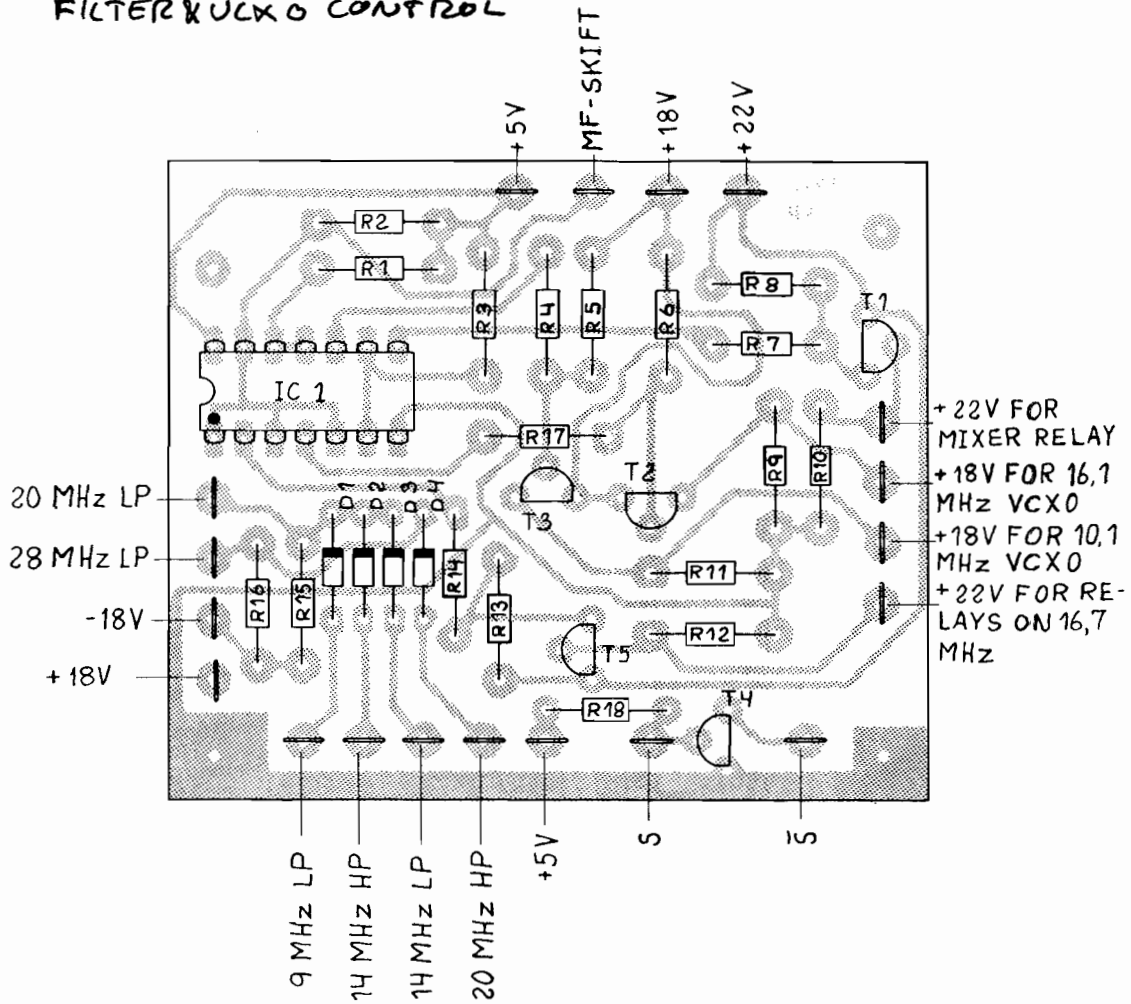 FILTER & VCXO CONTROL
+5V
MF-SKIFT
+18V
+22V
R2
R1
R3
R4
R5
R6
R8
R7
T1
IC 1
R17
T2
T3
R9
R10
+22V FOR
MIXER RELAY
+18V FOR 16,1
MHz VCXO
+18V FOR 10,1
MHz VCXO
+22V FOR RE-
LAYS ON 16,7
MHz
20 MHz LP
28 MHz LP
-18V
+18V
D1
D2
D3
D4
R16
R15
R14
R13
R11
R12
T5
R18
T4
9 MHz LP
14 MHz HP
14 MHz LP
20 MHz HP
+5V
S
S̅